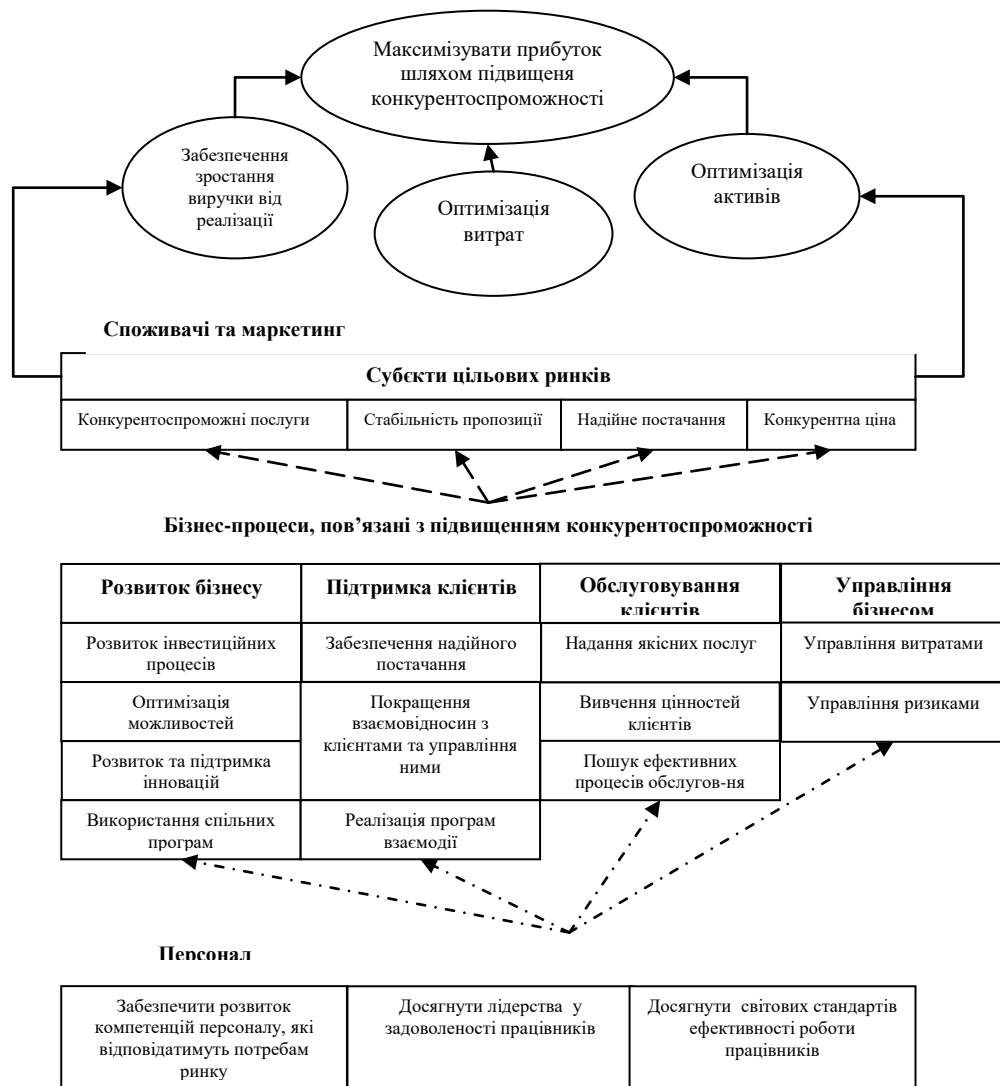 Максимізувати прибуток
шляхом підвищеня
конкурентоспроможності
Забезпечення
зростання
виручки від
реалізації
Оптимізація
витрат
Оптимізація
активів
Споживачі та маркетинг
Субєкти цільових ринків
Конкурентоспроможні послуги
Стабільність пропозиції
Надійне постачання
Конкурентна ціна
Бізнес-процеси, пов’язані з підвищенням конкурентоспроможності
Розвиток бізнесу
Підтримка клієнтів
Обслуговування
клієнтів
Управління
бізнесом
Розвиток інвестиційних
процесів
Забезпечення надійного
постачання
Надання якісних послуг
Управління витратами
Оптимізація
можливостей
Покращення
взаємовідносин з
клієнтами та управління
ними
Вивчення цінностей
клієнтів
Управління ризиками
Розвиток та підтримка
інновацій
Пошук ефективних
процесів обслугов-ня
Використання спільних
програм
Реалізація програм
взаємодії
Персонал
Забезпечити розвиток
компетенцій персоналу, які
відповідатимуть потребам
ринку
Досягнути лідерства у
задоволеності працівників
Досягнути світових стандартів
ефективності роботи
працівників